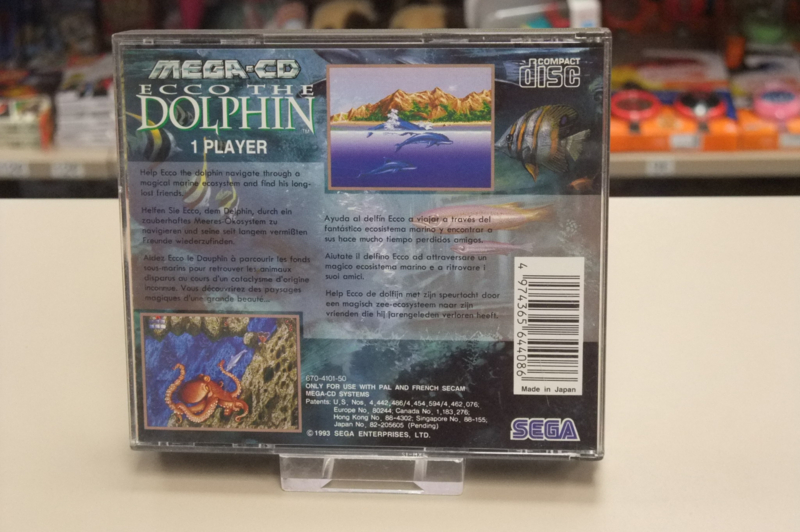 MEGA-CD
ECCO THE
DOLPHIN
1 PLAYER
COMPACT
disc
Help Ecco the dolphin navigate through a
magical marine ecosystem and find his long-
lost friends.
Helfen Sie Ecco, dem Delphin, durch ein
zauberhaftes Meeres-Ökosystem zu
navigieren und seine seit langem vermißten
Freunde wiederzufinden.
Aidez Ecco le Dauphin à parcourir les fonds
sous-marins pour retrouver les animaux
disparus au cours d'un cataclysme d'origine
inconnue. Vous découvrirez des paysages
magiques d'une grande beauté...
Ayuda al delfín Ecco a viajar a través del
fantástico ecosistema marino y encontrar a
sus hace mucho tiempo perdidos amigos.
Aiutate il delfino Ecco ad attraversare un
magico ecosistema marino e a ritrovare i
suoi amici.
Help Ecco de dolfijn met zijn speurtocht door
een magisch zee-ecosysteem naar zijn
vrienden die hij jarengeleden verloren heeft.
4 974365 644086
Made in Japan
670-4101-50
ONLY FOR USE WITH PAL AND FRENCH SECAM
MEGA-CD SYSTEMS
Patents: U.S. Nos. 4,442,486/4,454,594/4,462,076;
Europe No. 80244; Canada No. 1,183,276;
Hong Kong No. 88-4302; Singapore No. 88-155;
Japan No. 82-205605 (Pending)
©1993 SEGA ENTERPRISES, LTD.
SEGA